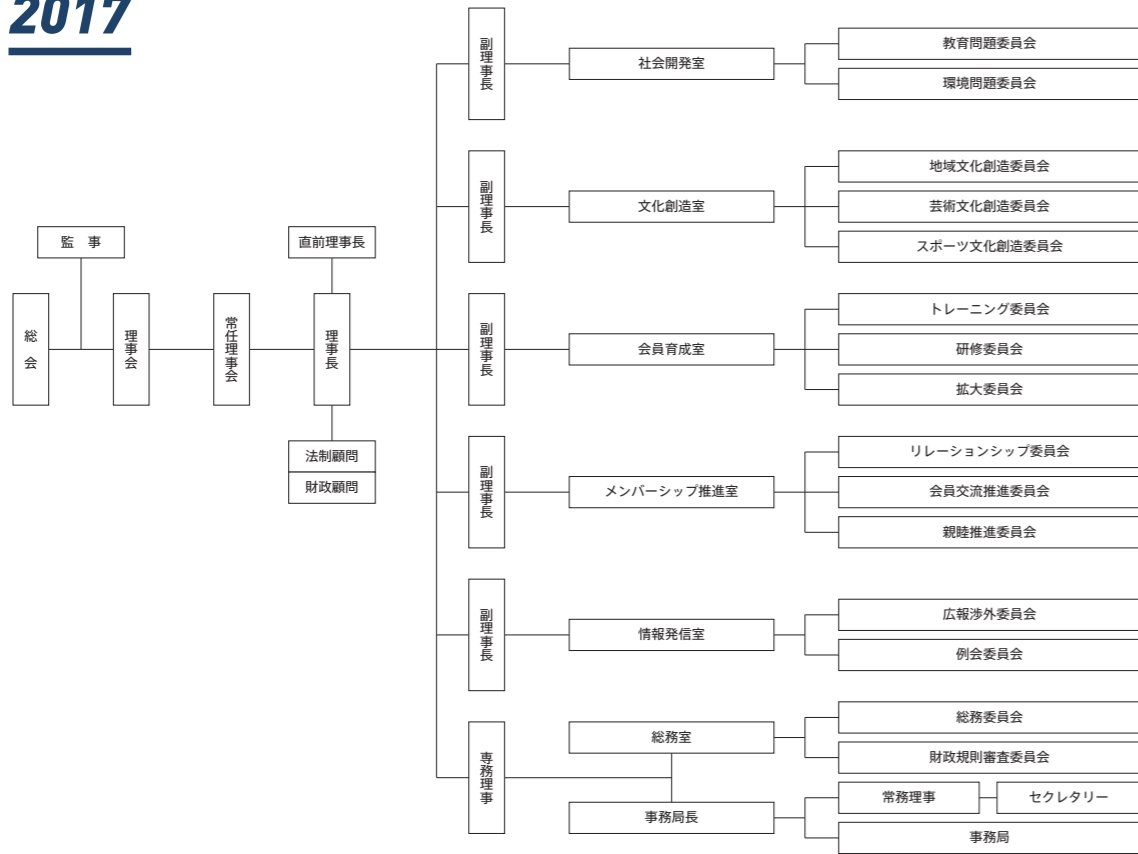 2017
監　事
総会
理事会
常任理事会
直前理事長
理事長
法制顧問
財政顧問
副理事長
社会開発室
教育問題委員会
環境問題委員会
副理事長
文化創造室
地域文化創造委員会
芸術文化創造委員会
スポーツ文化創造委員会
副理事長
会員育成室
トレーニング委員会
研修委員会
拡大委員会
副理事長
メンバーシップ推進室
リレーションシップ委員会
会員交流推進委員会
親睦推進委員会
副理事長
情報発信室
広報渉外委員会
例会委員会
専務理事
総務室
総務委員会
財政規則審査委員会
事務局長
常務理事
セクレタリー
事務局